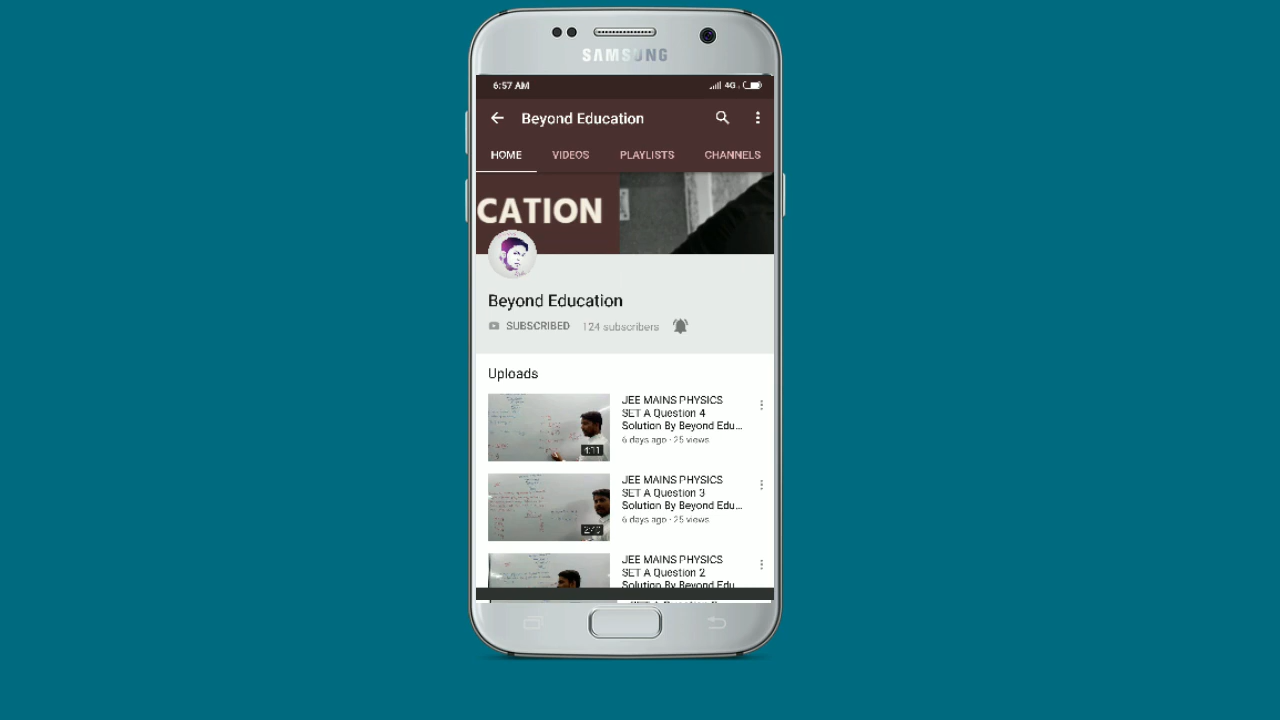 SAMSUNG
6:57 AM
4G
Beyond Education
HOME VIDEOS PLAYLISTS CHANNELS
CATION
Beyond Education
SUBSCRIBED 124 subscribers
Uploads
JEE MAINS PHYSICS
SET A Question 4
Solution By Beyond Edu...
6 days ago · 25 views
4:11
JEE MAINS PHYSICS
SET A Question 3
Solution By Beyond Edu...
6 days ago · 25 views
JEE MAINS PHYSICS
SET A Question 2
Solution By Beyond Edu